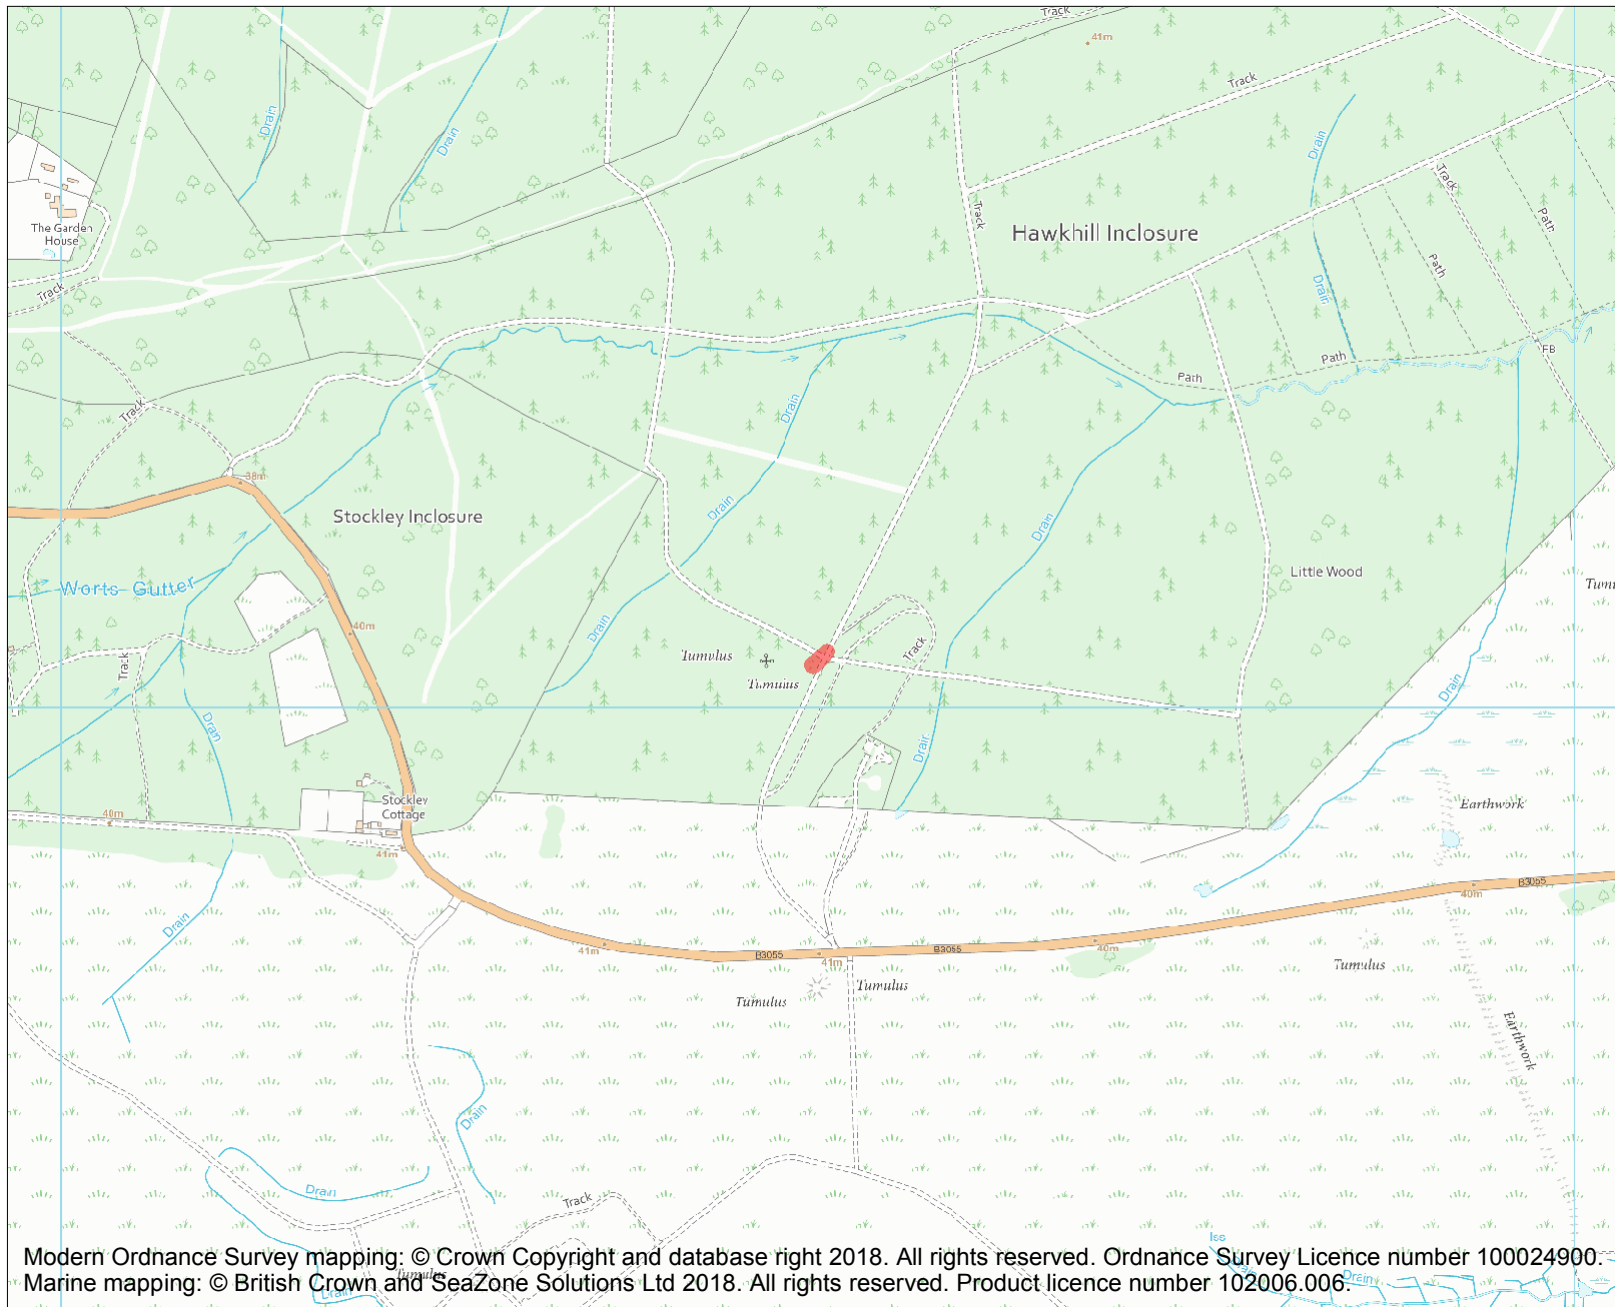 Track
41m
Track
Drain
Drain
Drain
The Garden
House
Track
Track
Hawkhill Inclosure
Track
Path
Path
Drain
Track
Path
FB
Path
Track
Drain
38m
Stockley Inclosure
Drain
Drain
Worts Gutter
Little Wood
40m
Drain
Tumulus
Track
Track
Tumulus
Drain
Drain
Drain
Stockley
Cottage
40m
41m
Earthwork
B3055
40m
Drain
41m
B3055
41m
B3055
40m
Tumulus
Tumulus
Tumulus
Earthwork
Drain
Drain
Track
Modern Ordnance Survey mapping: © Crown Copyright and database right 2018. All rights reserved. Ordnance Survey Licence number 100024900.
Marine mapping: © British Crown and SeaZone Solutions Ltd 2018. All rights reserved. Product licence number 102006.006.
Tumulus
Drain
Drain